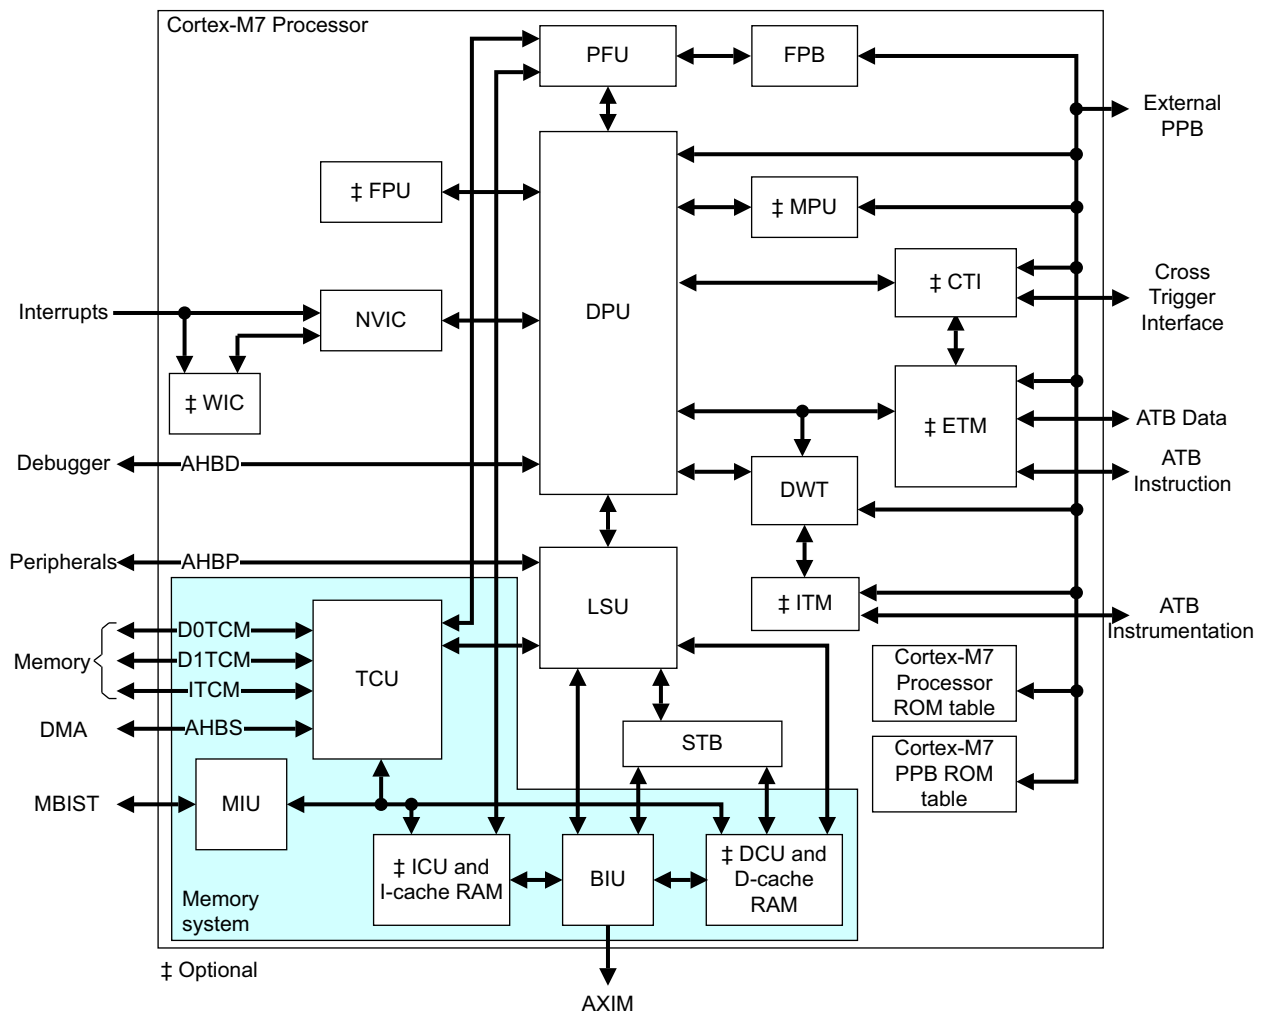 Cortex-M7 Processor
PFU
FPB
External
PPB
‡ FPU
‡ MPU
Cross
Trigger
Interface
‡ CTI
Interrupts
NVIC
DPU
‡ WIC
‡ ETM
ATB Data
Debugger
AHBD
ATB
Instruction
DWT
Peripherals
AHBP
LSU
‡ ITM
ATB
Instrumentation
Memory
D0TCM
D1TCM
ITCM
TCU
Cortex-M7
Processor
ROM table
DMA
AHBS
STB
Cortex-M7
PPB ROM
table
MBIST
MIU
‡ ICU and
I-cache RAM
BIU
‡ DCU and
D-cache
RAM
Memory
system
‡ Optional
AXIM